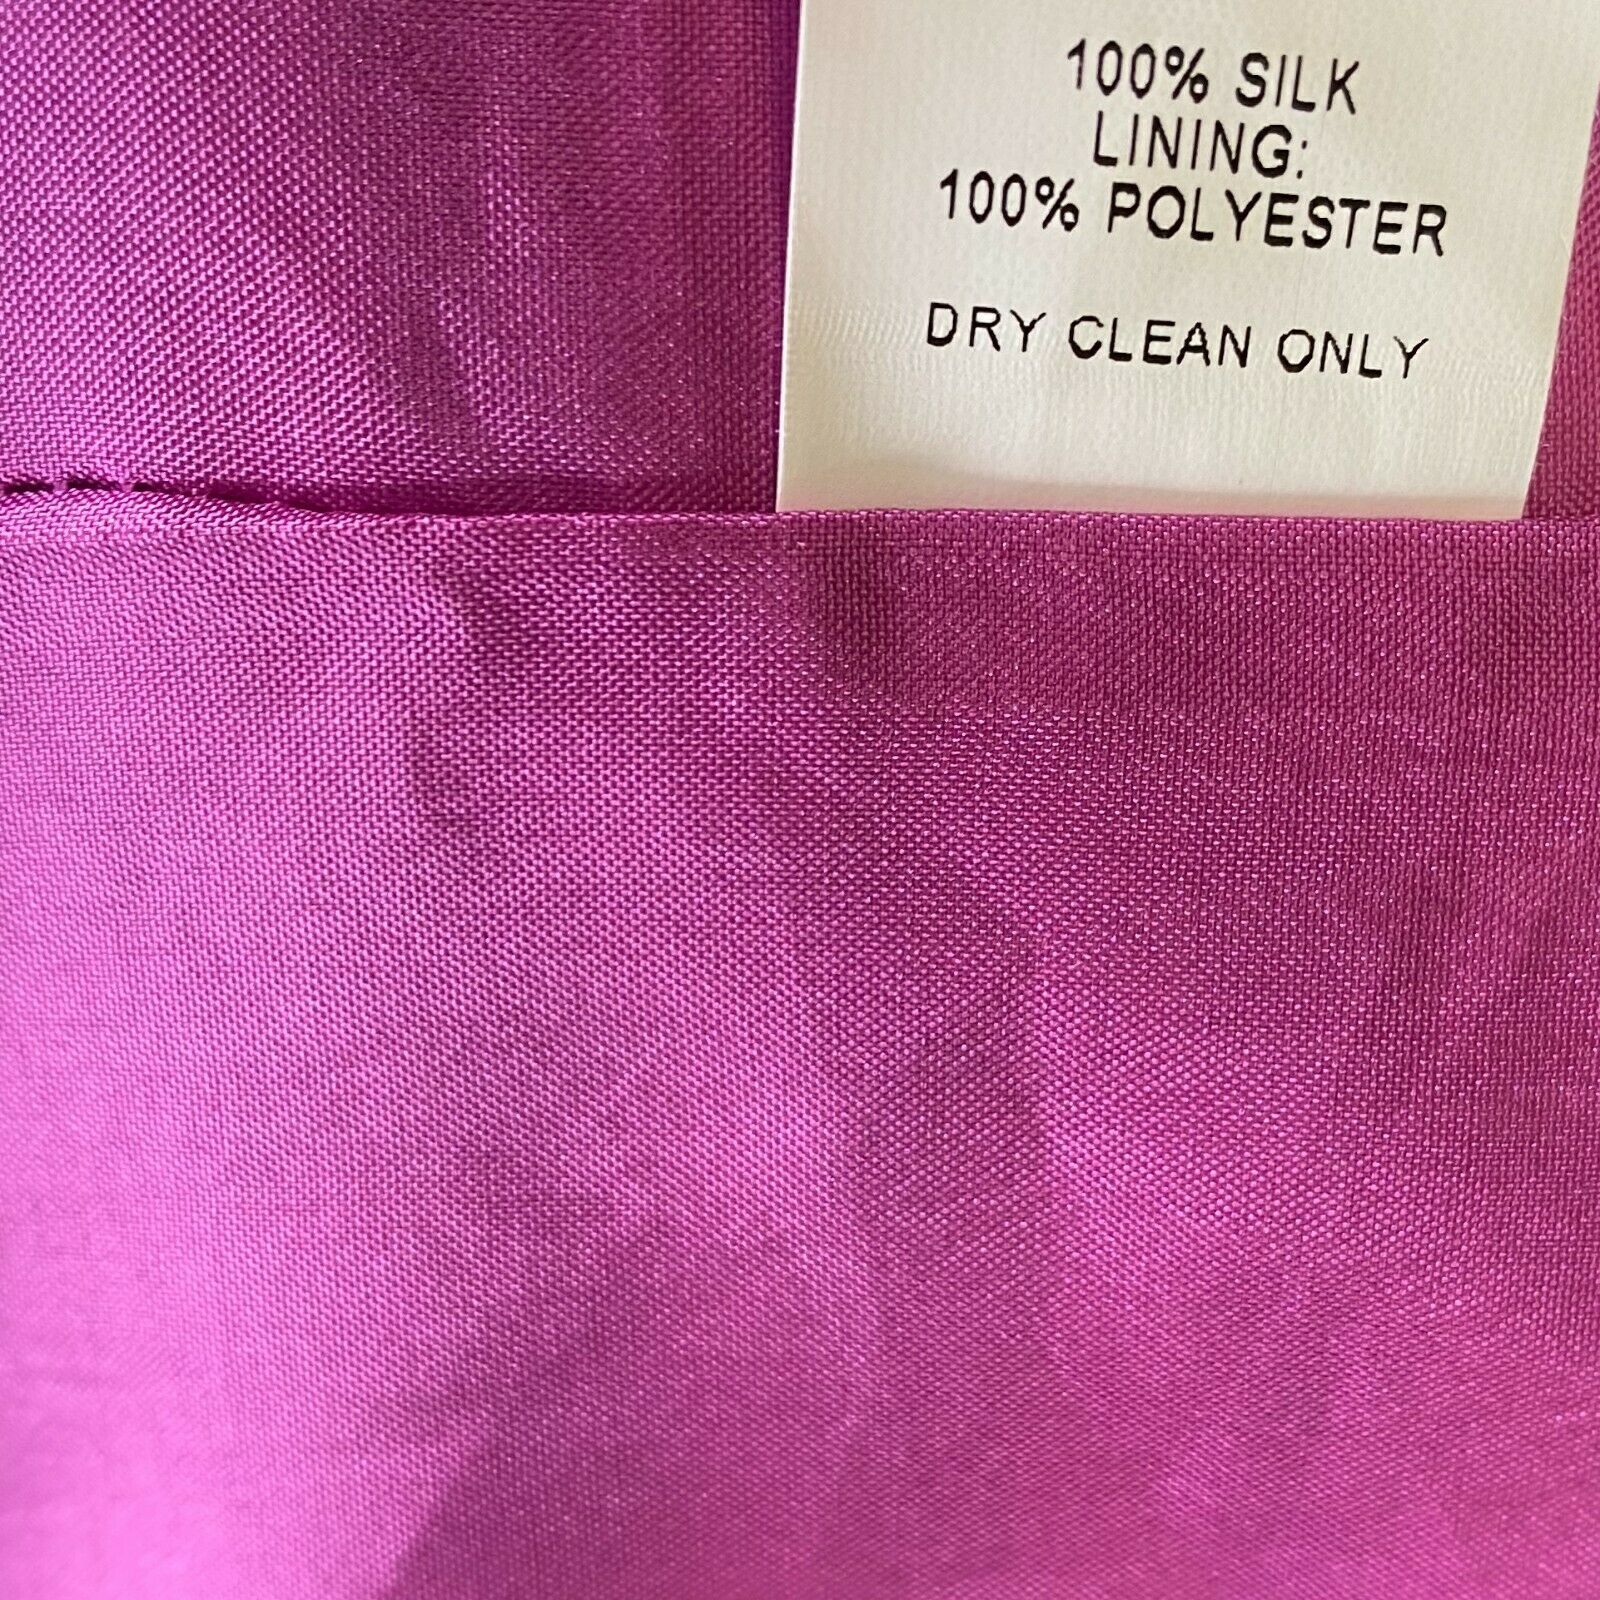 100% SILK
LINING:
100% POLYESTER
DRY CLEAN ONLY